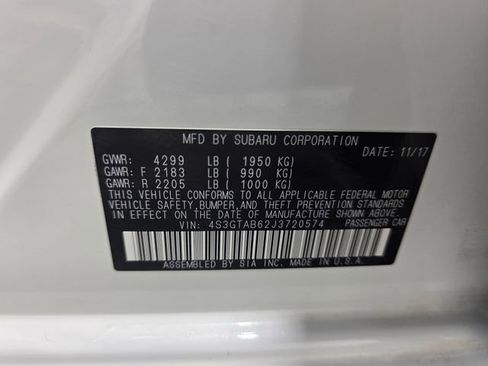 MFD BY SUBARU CORPORATION
DATE: 11/17
GVWR: 4299 LB ( 1950 KG)
GAWR: F 2183 LB ( 990 KG)
GAWR: R 2205 LB ( 1000 KG)
THIS VEHICLE CONFORMS TO ALL APPLICABLE FEDERAL MOTOR
VEHICLE SAFETY,BUMPER,AND THEFT PREVENTION STANDARDS
IN EFFECT ON THE DATE OF MANUFACTURE SHOWN ABOVE.
VIN: 4S3GTAB62J3720574 PASSENGER CAR
ASSEMBLED BY SIA INC. MADE IN U.S.A.